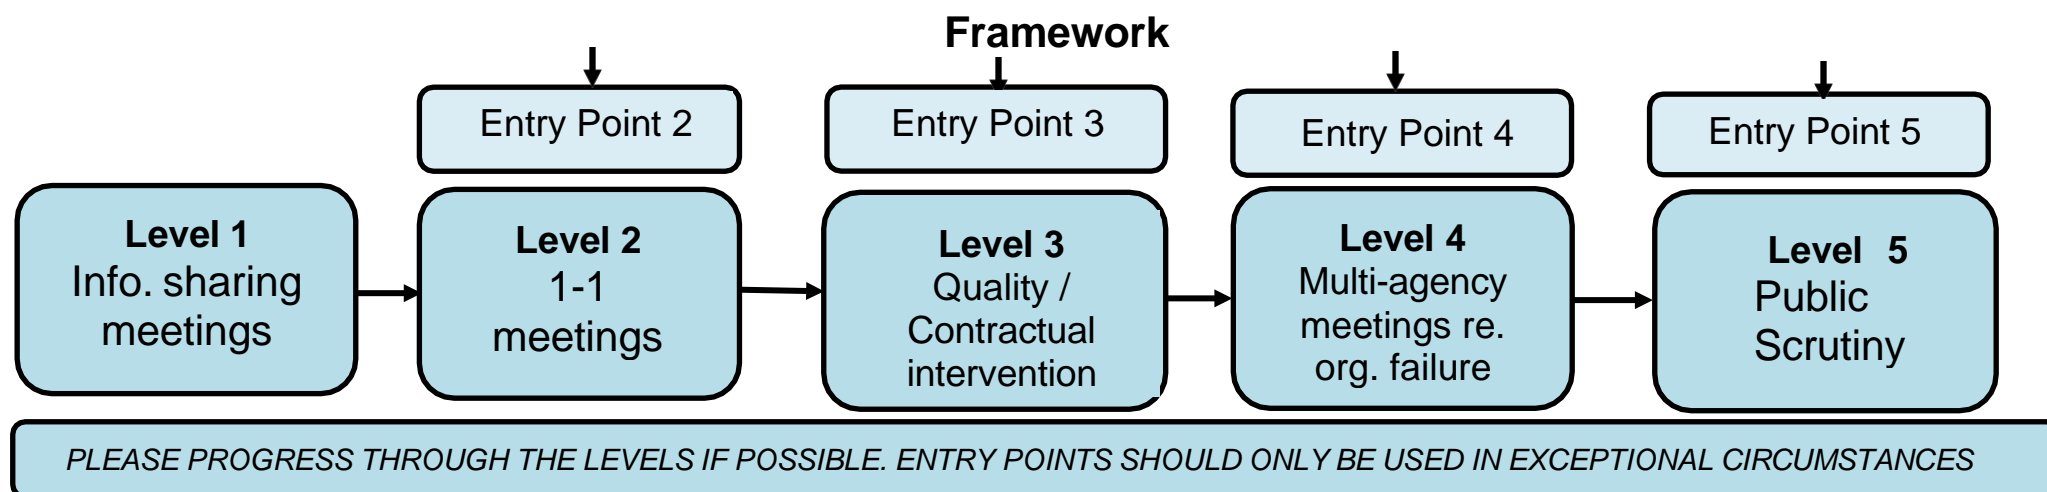 Framework
Entry Point 2
Entry Point 3
Entry Point 4
Entry Point 5
Level 1
Info. sharing
meetings
Level 2
1-1
meetings
Level 3
Quality /
Contractual
intervention
Level 4
Multi-agency
meetings re.
org. failure
Level 5
Public
Scrutiny
PLEASE PROGRESS THROUGH THE LEVELS IF POSSIBLE. ENTRY POINTS SHOULD ONLY BE USED IN EXCEPTIONAL CIRCUMSTANCES